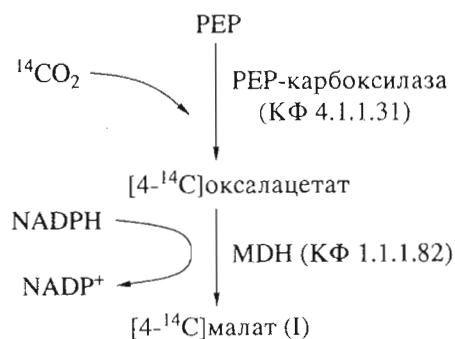 PEP
¹⁴CO₂
PEP-карбоксилаза
(КФ 4.1.1.31)
[4-¹⁴C]оксалацетат
NADPH
MDH (КФ 1.1.1.82)
NADP⁺
[4-¹⁴C]малат (I)